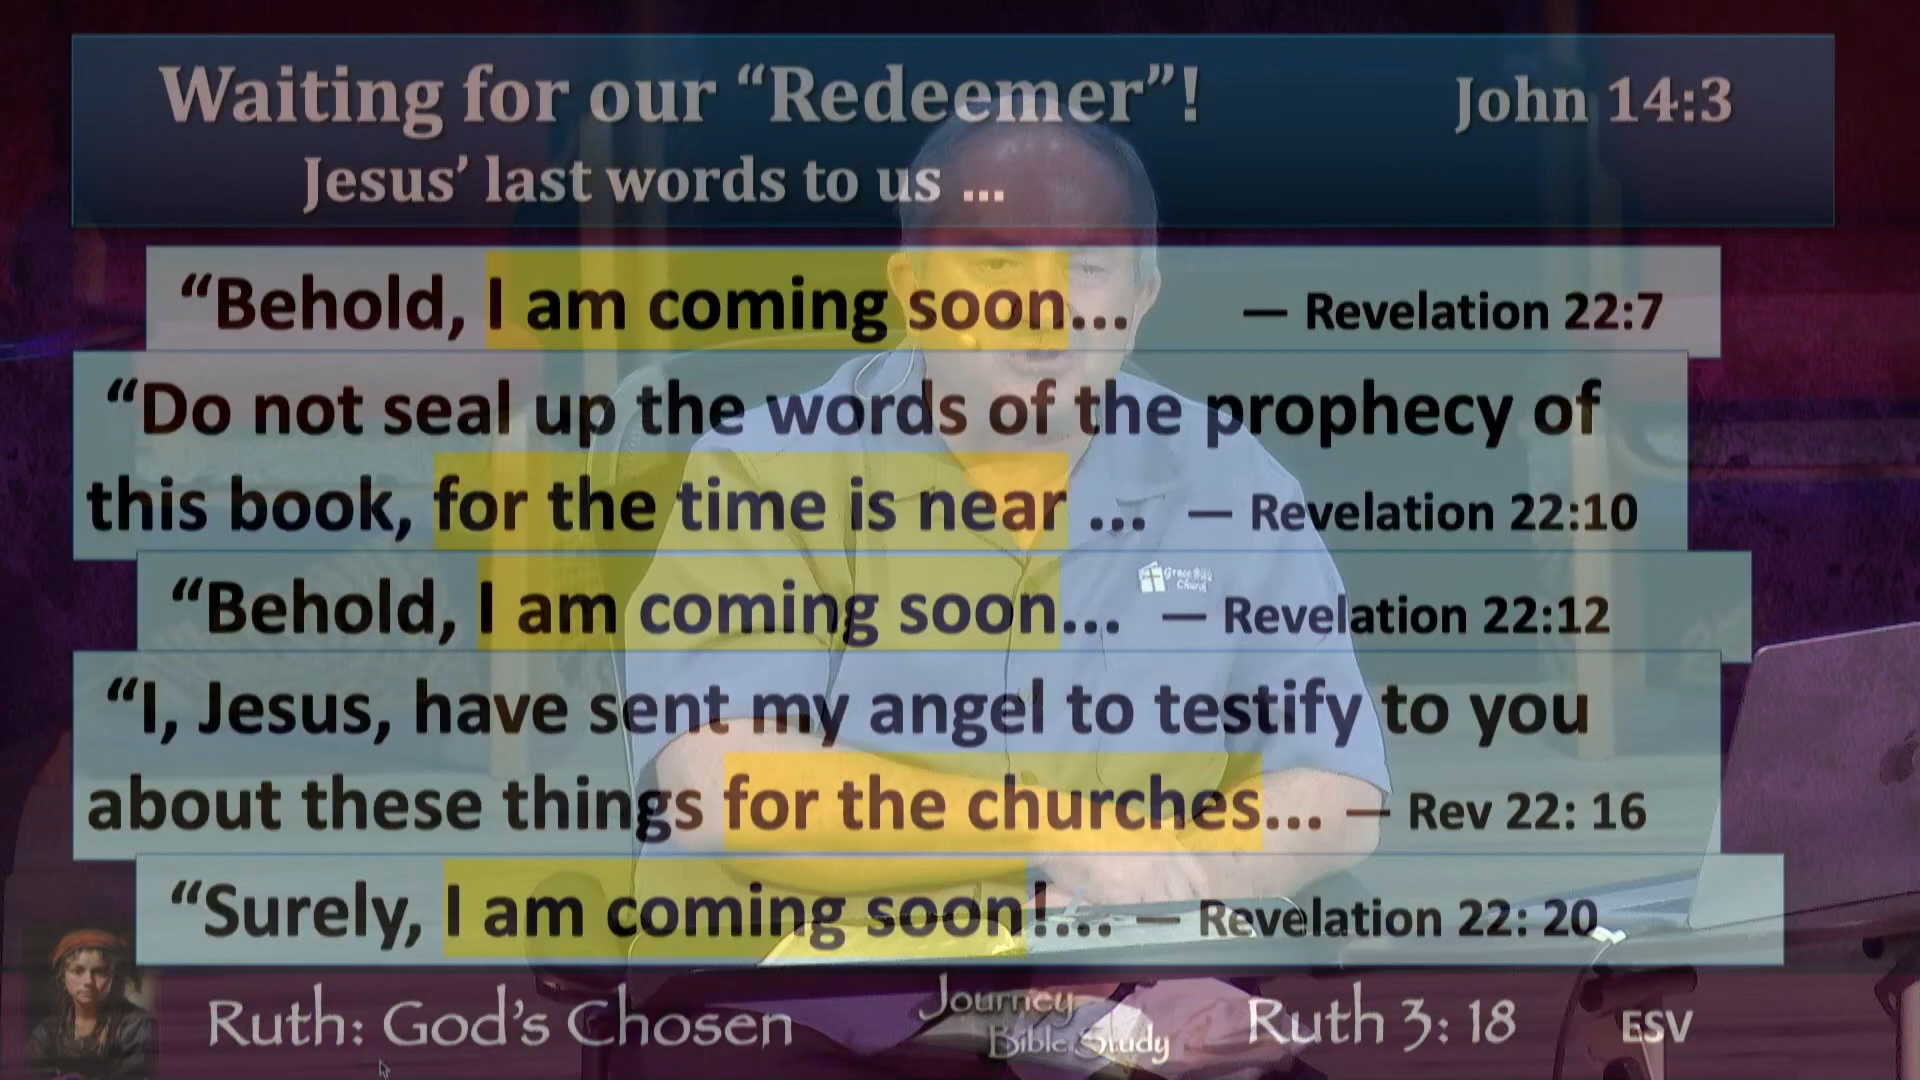 Waiting for our “Redeemer”! John 14:3
Jesus’ last words to us ...
“Behold, I am coming soon... — Revelation 22:7
“Do not seal up the words of the prophecy of
this book, for the time is near ... — Revelation 22:10
“Behold, I am coming soon... — Revelation 22:12
“I, Jesus, have sent my angel to testify to you
about these things for the churches... — Rev 22: 16
“Surely, I am coming soon!... — Revelation 22: 20
Ruth: God’s Chosen Journey Bible Study Ruth 3: 18 ESV
Church